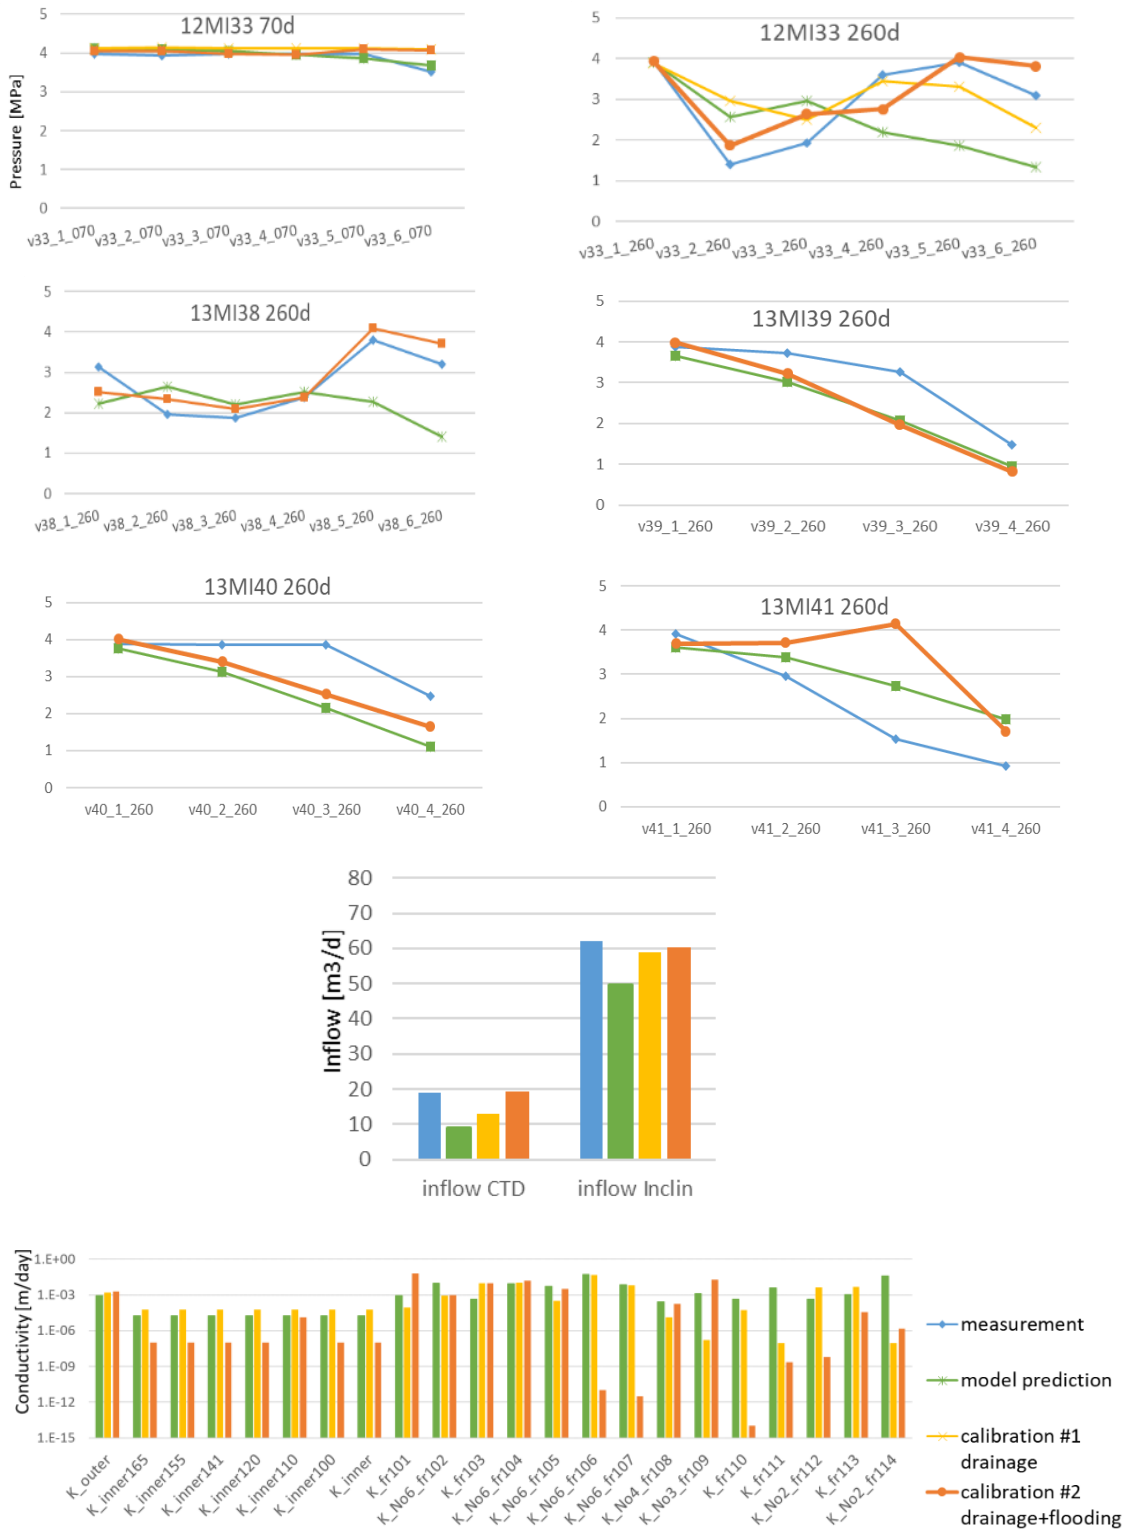 12MI33 70d
Pressure [MPa]
5
4
3
2
1
0
v33_1_070
v33_2_070
v33_3_070
v33_4_070
v33_5_070
v33_6_070
12MI33 260d
5
4
3
2
1
0
v33_1_260
v33_2_260
v33_3_260
v33_4_260
v33_5_260
v33_6_260
13MI38 260d
5
4
3
2
1
0
v38_1_260
v38_2_260
v38_3_260
v38_4_260
v38_5_260
v38_6_260
13MI39 260d
5
4
3
2
1
0
v39_1_260
v39_2_260
v39_3_260
v39_4_260
13MI40 260d
5
4
3
2
1
0
v40_1_260
v40_2_260
v40_3_260
v40_4_260
13MI41 260d
5
4
3
2
1
0
v41_1_260
v41_2_260
v41_3_260
v41_4_260
Inflow [m3/d]
80
70
60
50
40
30
20
10
0
inflow CTD
inflow Inclin
Conductivity [m/day]
1.E+00
1.E-03
1.E-06
1.E-09
1.E-12
1.E-15
K_outer
K_inner165
K_inner155
K_inner141
K_inner120
K_inner110
K_inner100
K_inner
K_fr101
K_No6_fr102
K_fr103
K_No6_fr104
K_No6_fr105
K_No6_fr106
K_No6_fr107
K_No4_fr108
K_No3_fr109
K_fr110
K_fr111
K_No2_fr112
K_fr113
K_No2_fr114
measurement
model prediction
calibration #1
drainage
calibration #2
drainage+flooding